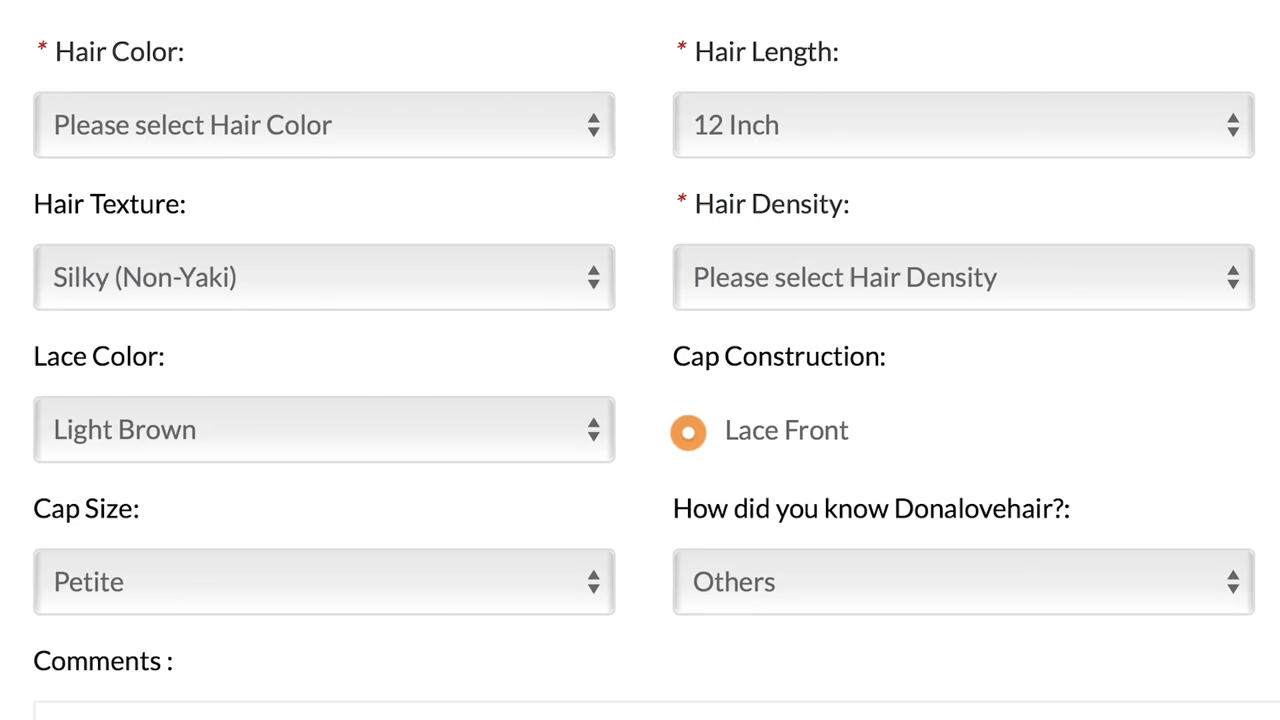 * Hair Color:
* Hair Length:
Please select Hair Color
12 Inch
Hair Texture:
* Hair Density:
Silky (Non-Yaki)
Please select Hair Density
Lace Color:
Cap Construction:
Light Brown
Lace Front
Cap Size:
How did you know Donalovehair?:
Petite
Others
Comments :